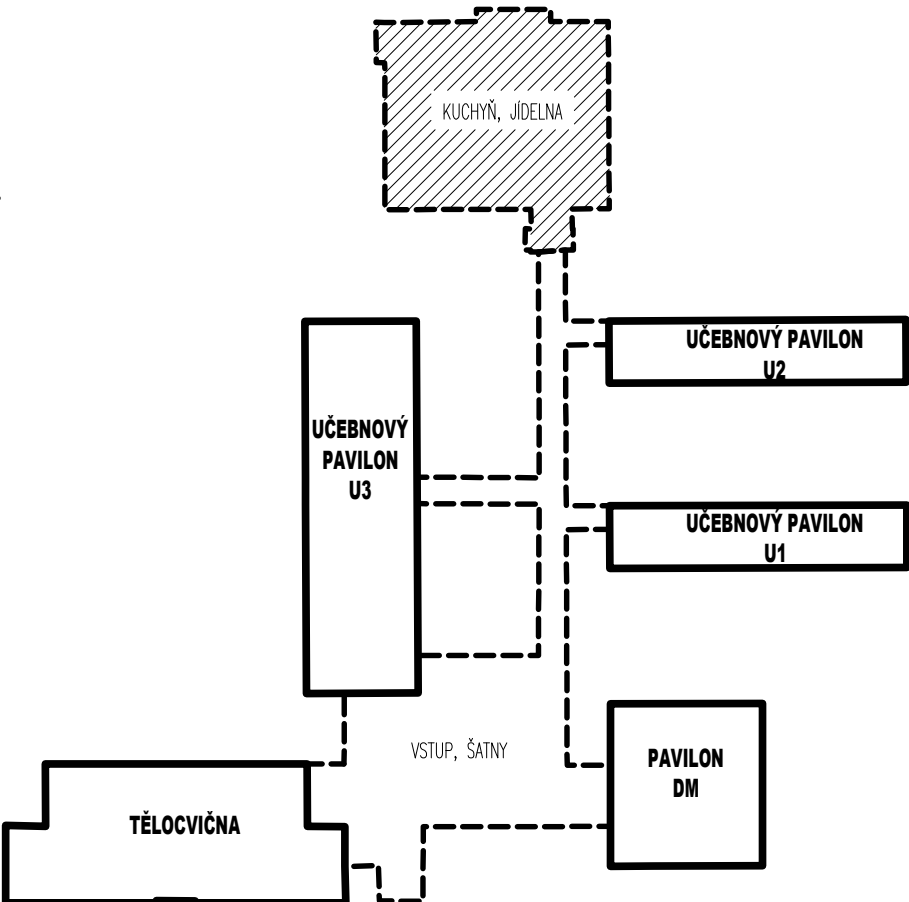 KUCHYŇ, JÍDELNA
UČEBNOVÝ PAVILON
U2
UČEBNOVÝ
PAVILON
U3
UČEBNOVÝ PAVILON
U1
VSTUP, ŠATNY
PAVILON
DM
TĚLOCVIČNA